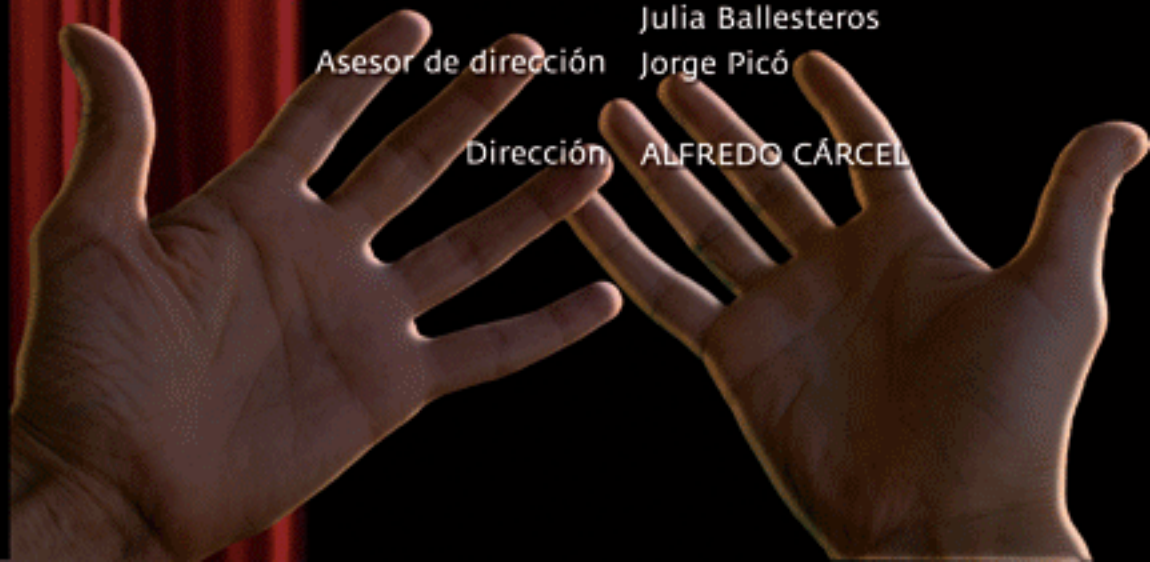 Julia Ballesteros
Asesor de dirección Jorge Picó
Dirección ALFREDO CÁRCEL